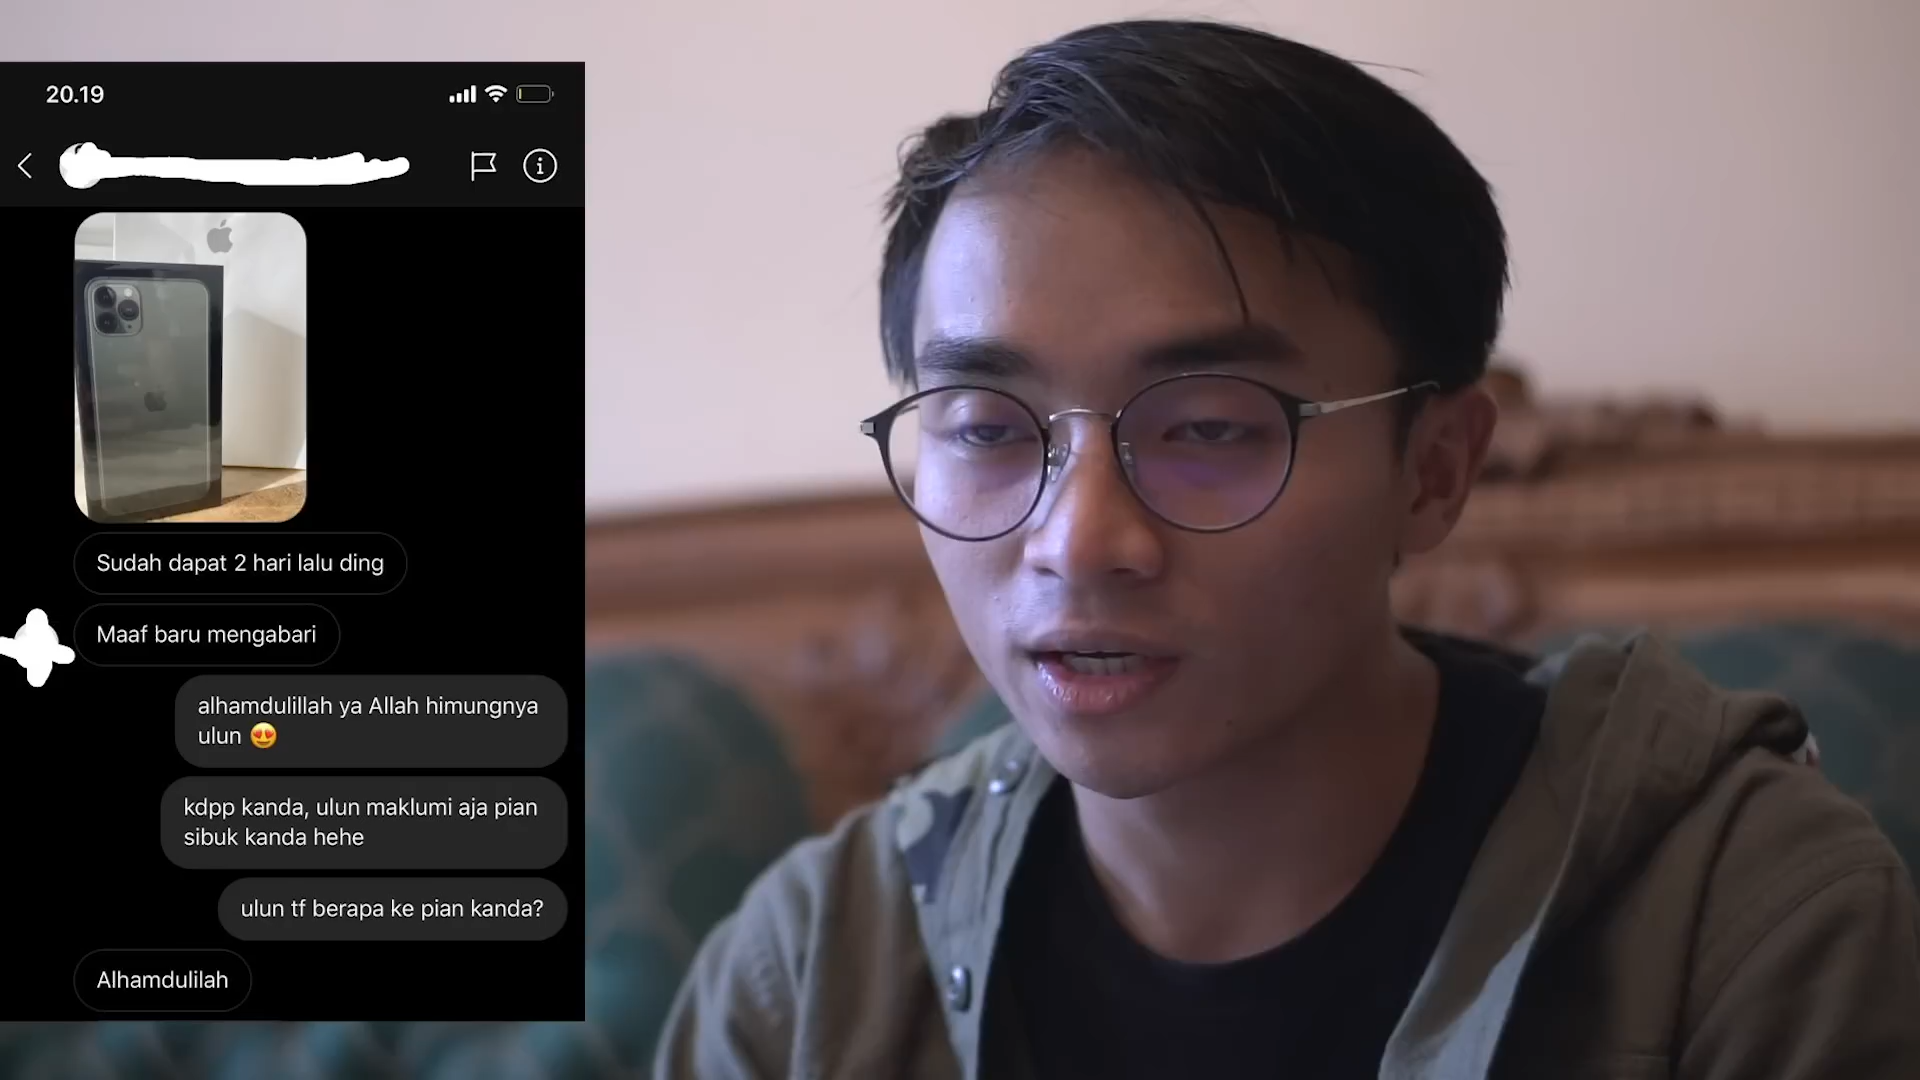 20.19
Sudah dapat 2 hari lalu ding
Maaf baru mengabari
alhamdulillah ya Allah himungnya
ulun 😍
kdpp kanda, ulun maklumi aja pian
sibuk kanda hehe
ulun tf berapa ke pian kanda?
Alhamdulilah